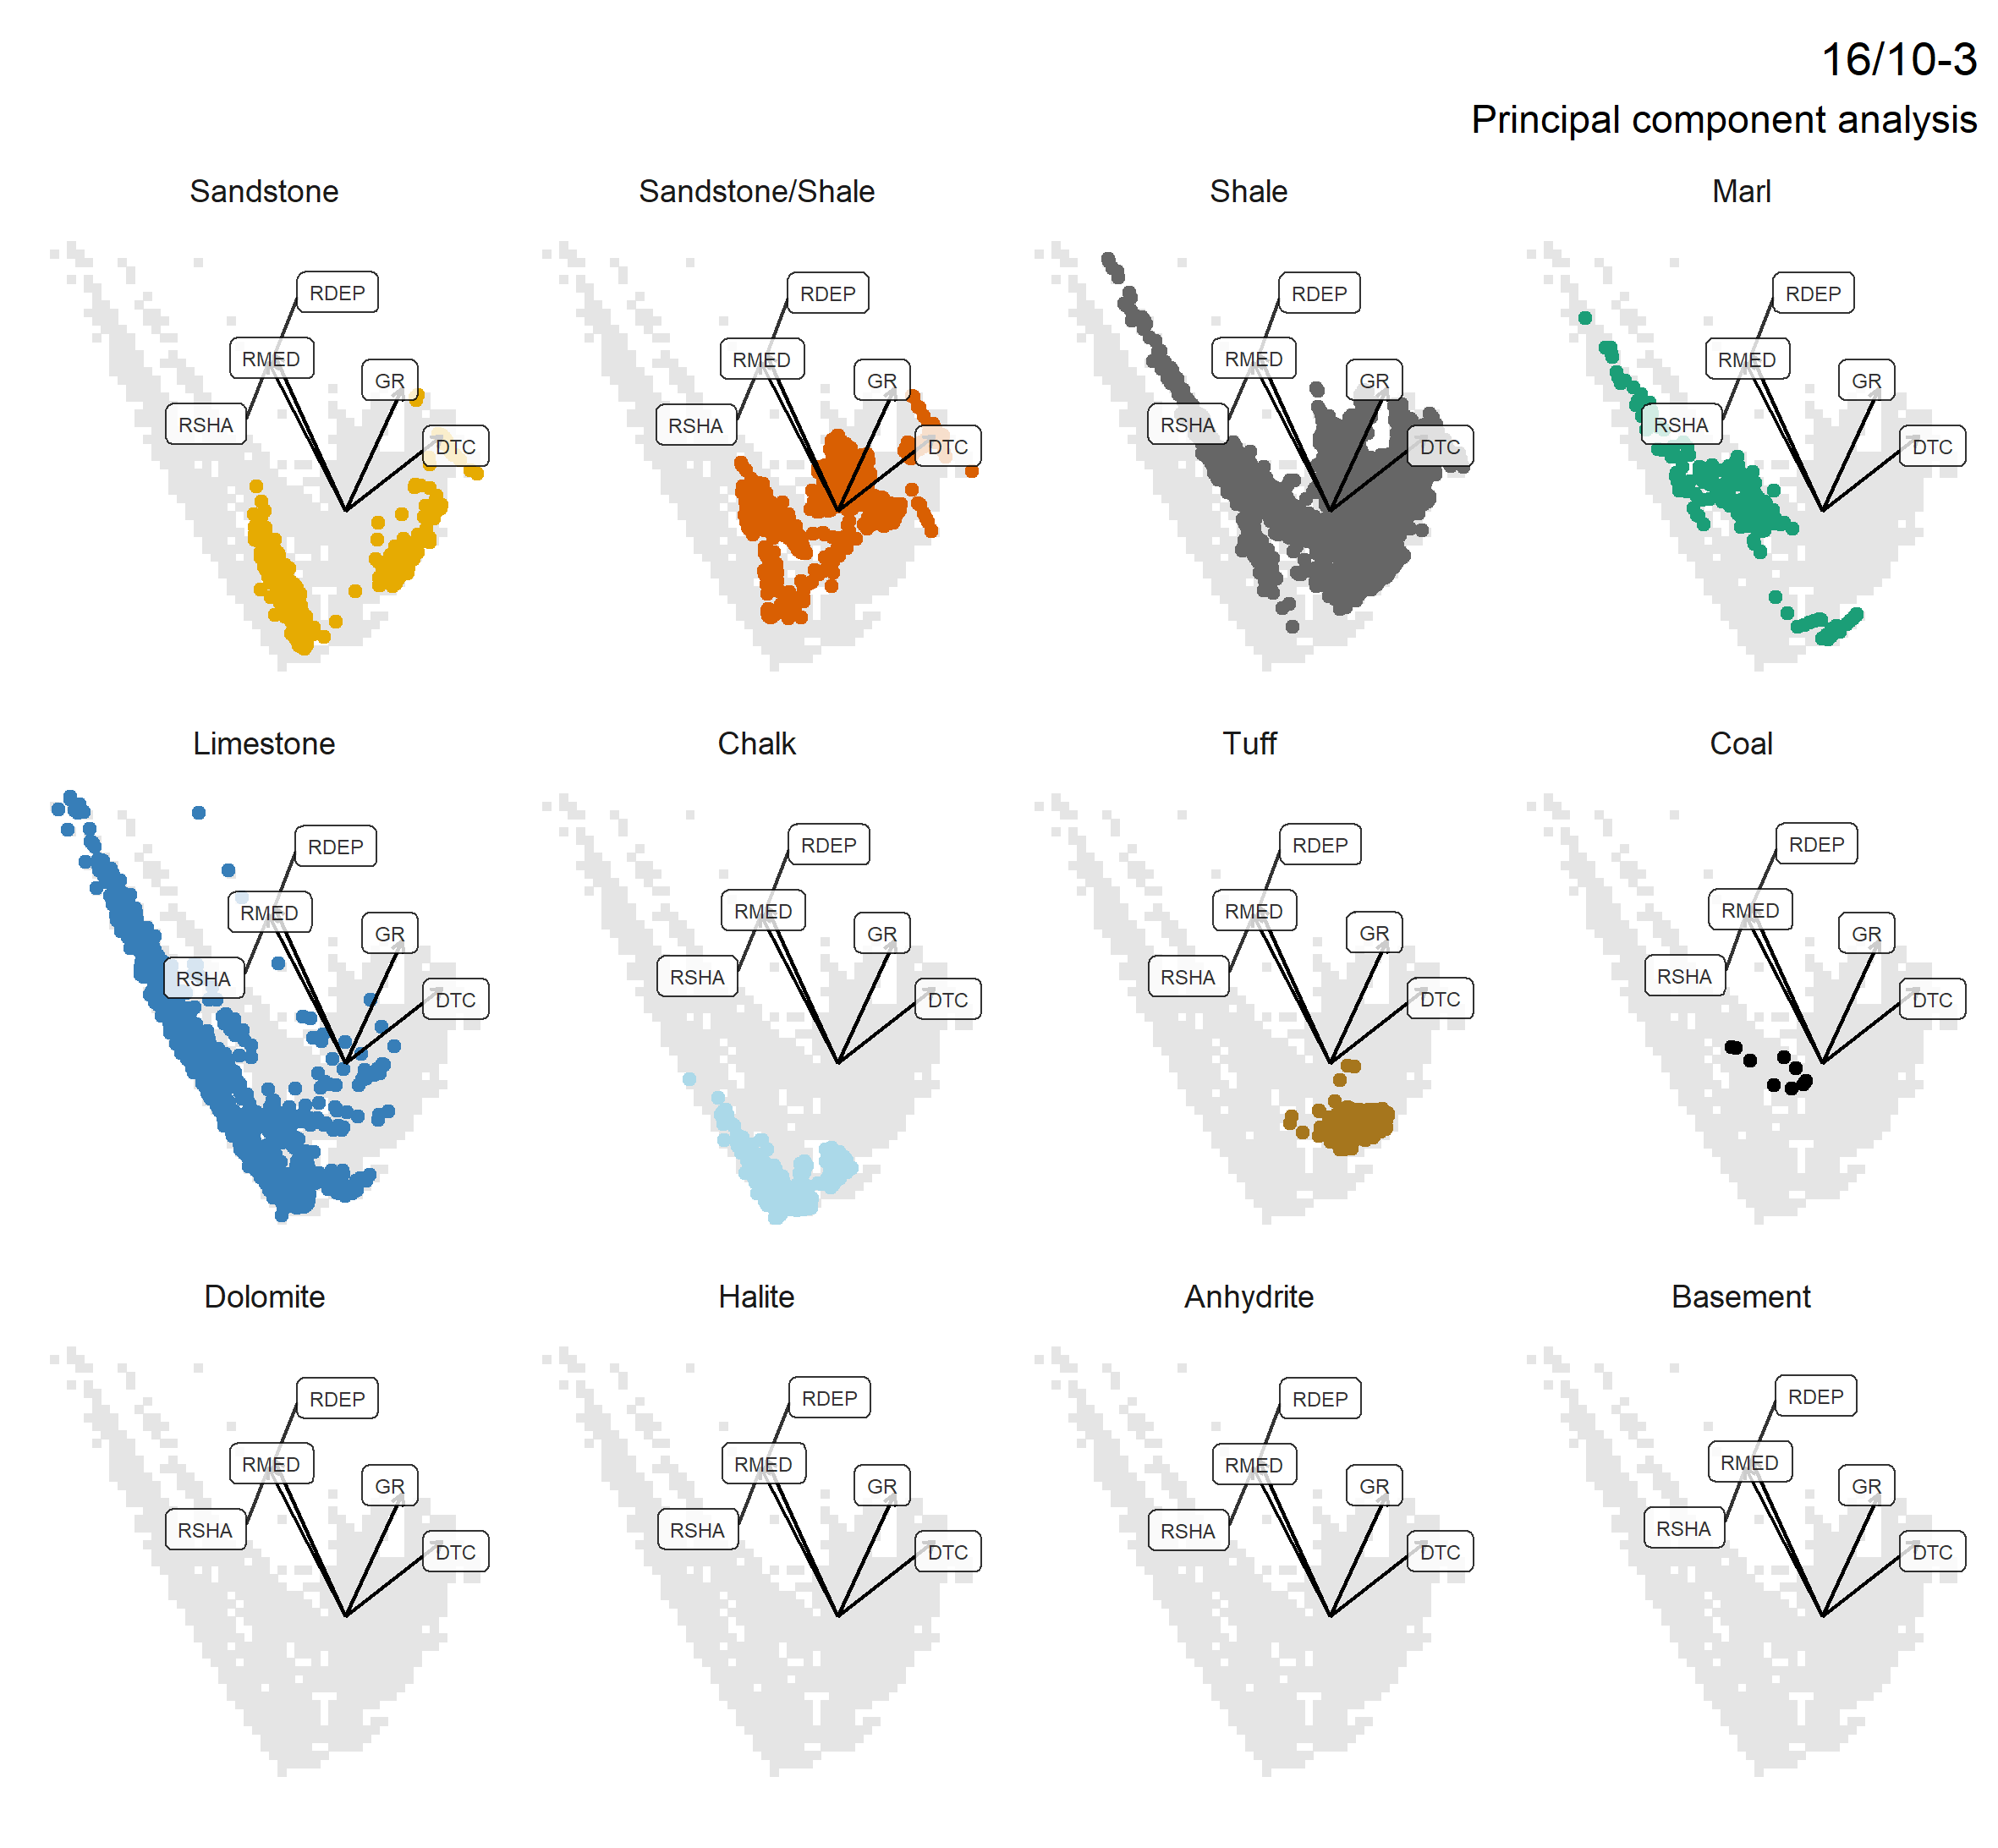 16/10-3
Principal component analysis
Sandstone
Sandstone/Shale
Shale
Marl
RDEP
RMED
GR
RSHA
DTC
RDEP
RMED
GR
RSHA
DTC
RDEP
RMED
GR
RSHA
DTC
RDEP
RMED
GR
RSHA
DTC
Limestone
Chalk
Tuff
Coal
RDEP
RMED
GR
RSHA
DTC
RDEP
RMED
GR
RSHA
DTC
RDEP
RMED
GR
RSHA
DTC
RDEP
RMED
GR
RSHA
DTC
Dolomite
Halite
Anhydrite
Basement
RDEP
RMED
GR
RSHA
DTC
RDEP
RMED
GR
RSHA
DTC
RDEP
RMED
GR
RSHA
DTC
RDEP
RMED
GR
RSHA
DTC